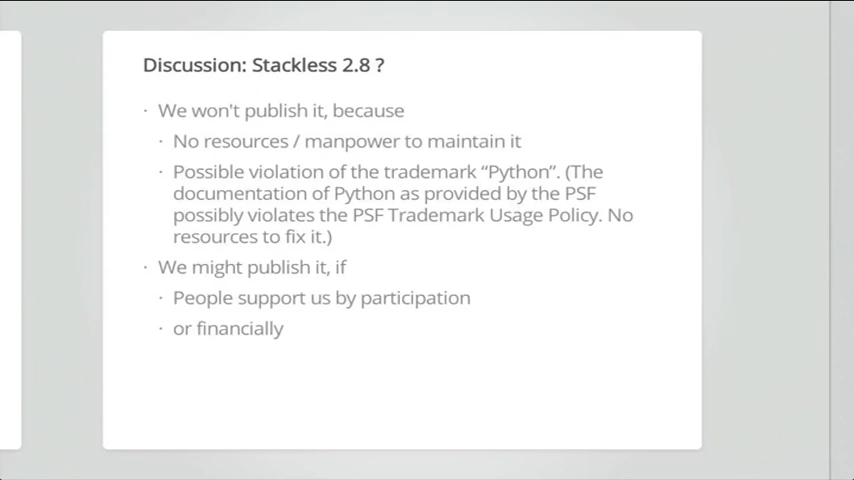 Discussion: Stackless 2.8 ?
· We won't publish it, because
· No resources / manpower to maintain it
· Possible violation of the trademark “Python”. (The
documentation of Python as provided by the PSF
possibly violates the PSF Trademark Usage Policy. No
resources to fix it.)
· We might publish it, if
· People support us by participation
· or financially